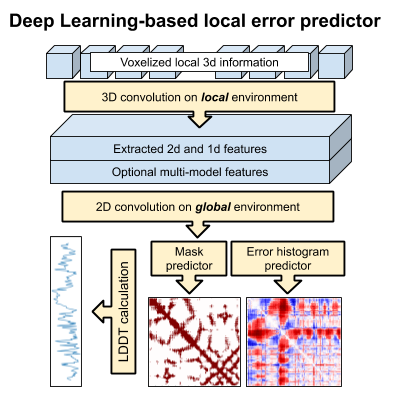 Deep Learning-based local error predictor
Voxelized local 3d information
3D convolution on local environment
Extracted 2d and 1d features
Optional multi-model features
2D convolution on global environment
Mask
predictor
Error histogram
predictor
LDDT calculation